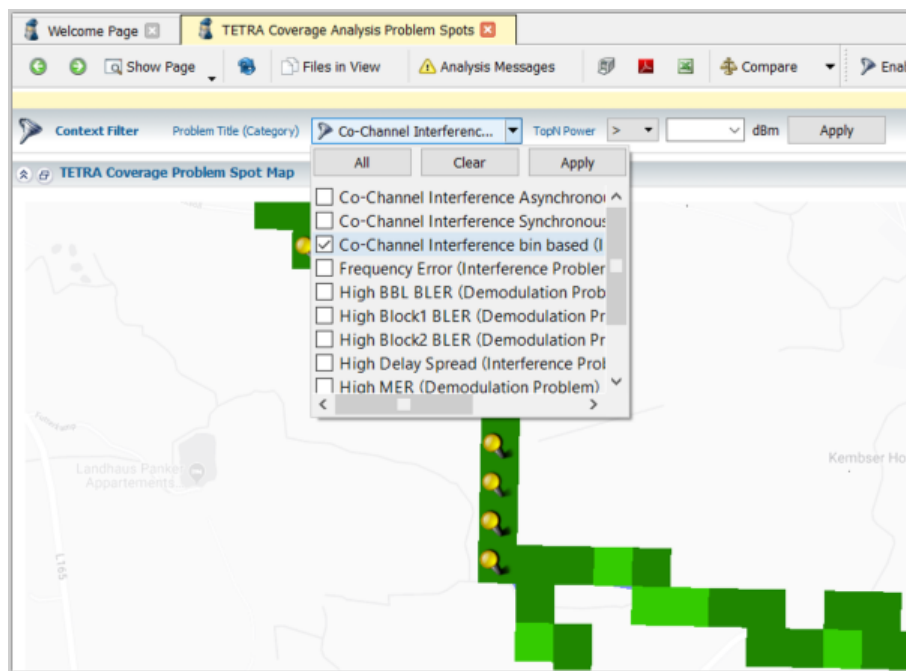 Welcome Page TETRA Coverage Analysis Problem Spots
Show Page Files in View Analysis Messages Compare Enal
Context Filter Problem Title (Category) Co-Channel Interferenc... TopN Power > dBm Apply
All Clear Apply
TETRA Coverage Problem Spot Map
Co-Channel Interference Asynchronou
Co-Channel Interference Synchronous
Co-Channel Interference bin based (I
Frequency Error (Interference Probler
High BBL BLER (Demodulation Prob
High Block1 BLER (Demodulation Pr
High Block2 BLER (Demodulation Pr
High Delay Spread (Interference Prob
High MER (Demodulation Problem)
Landhaus Panke
Appartements...
Kembser Ho
L165